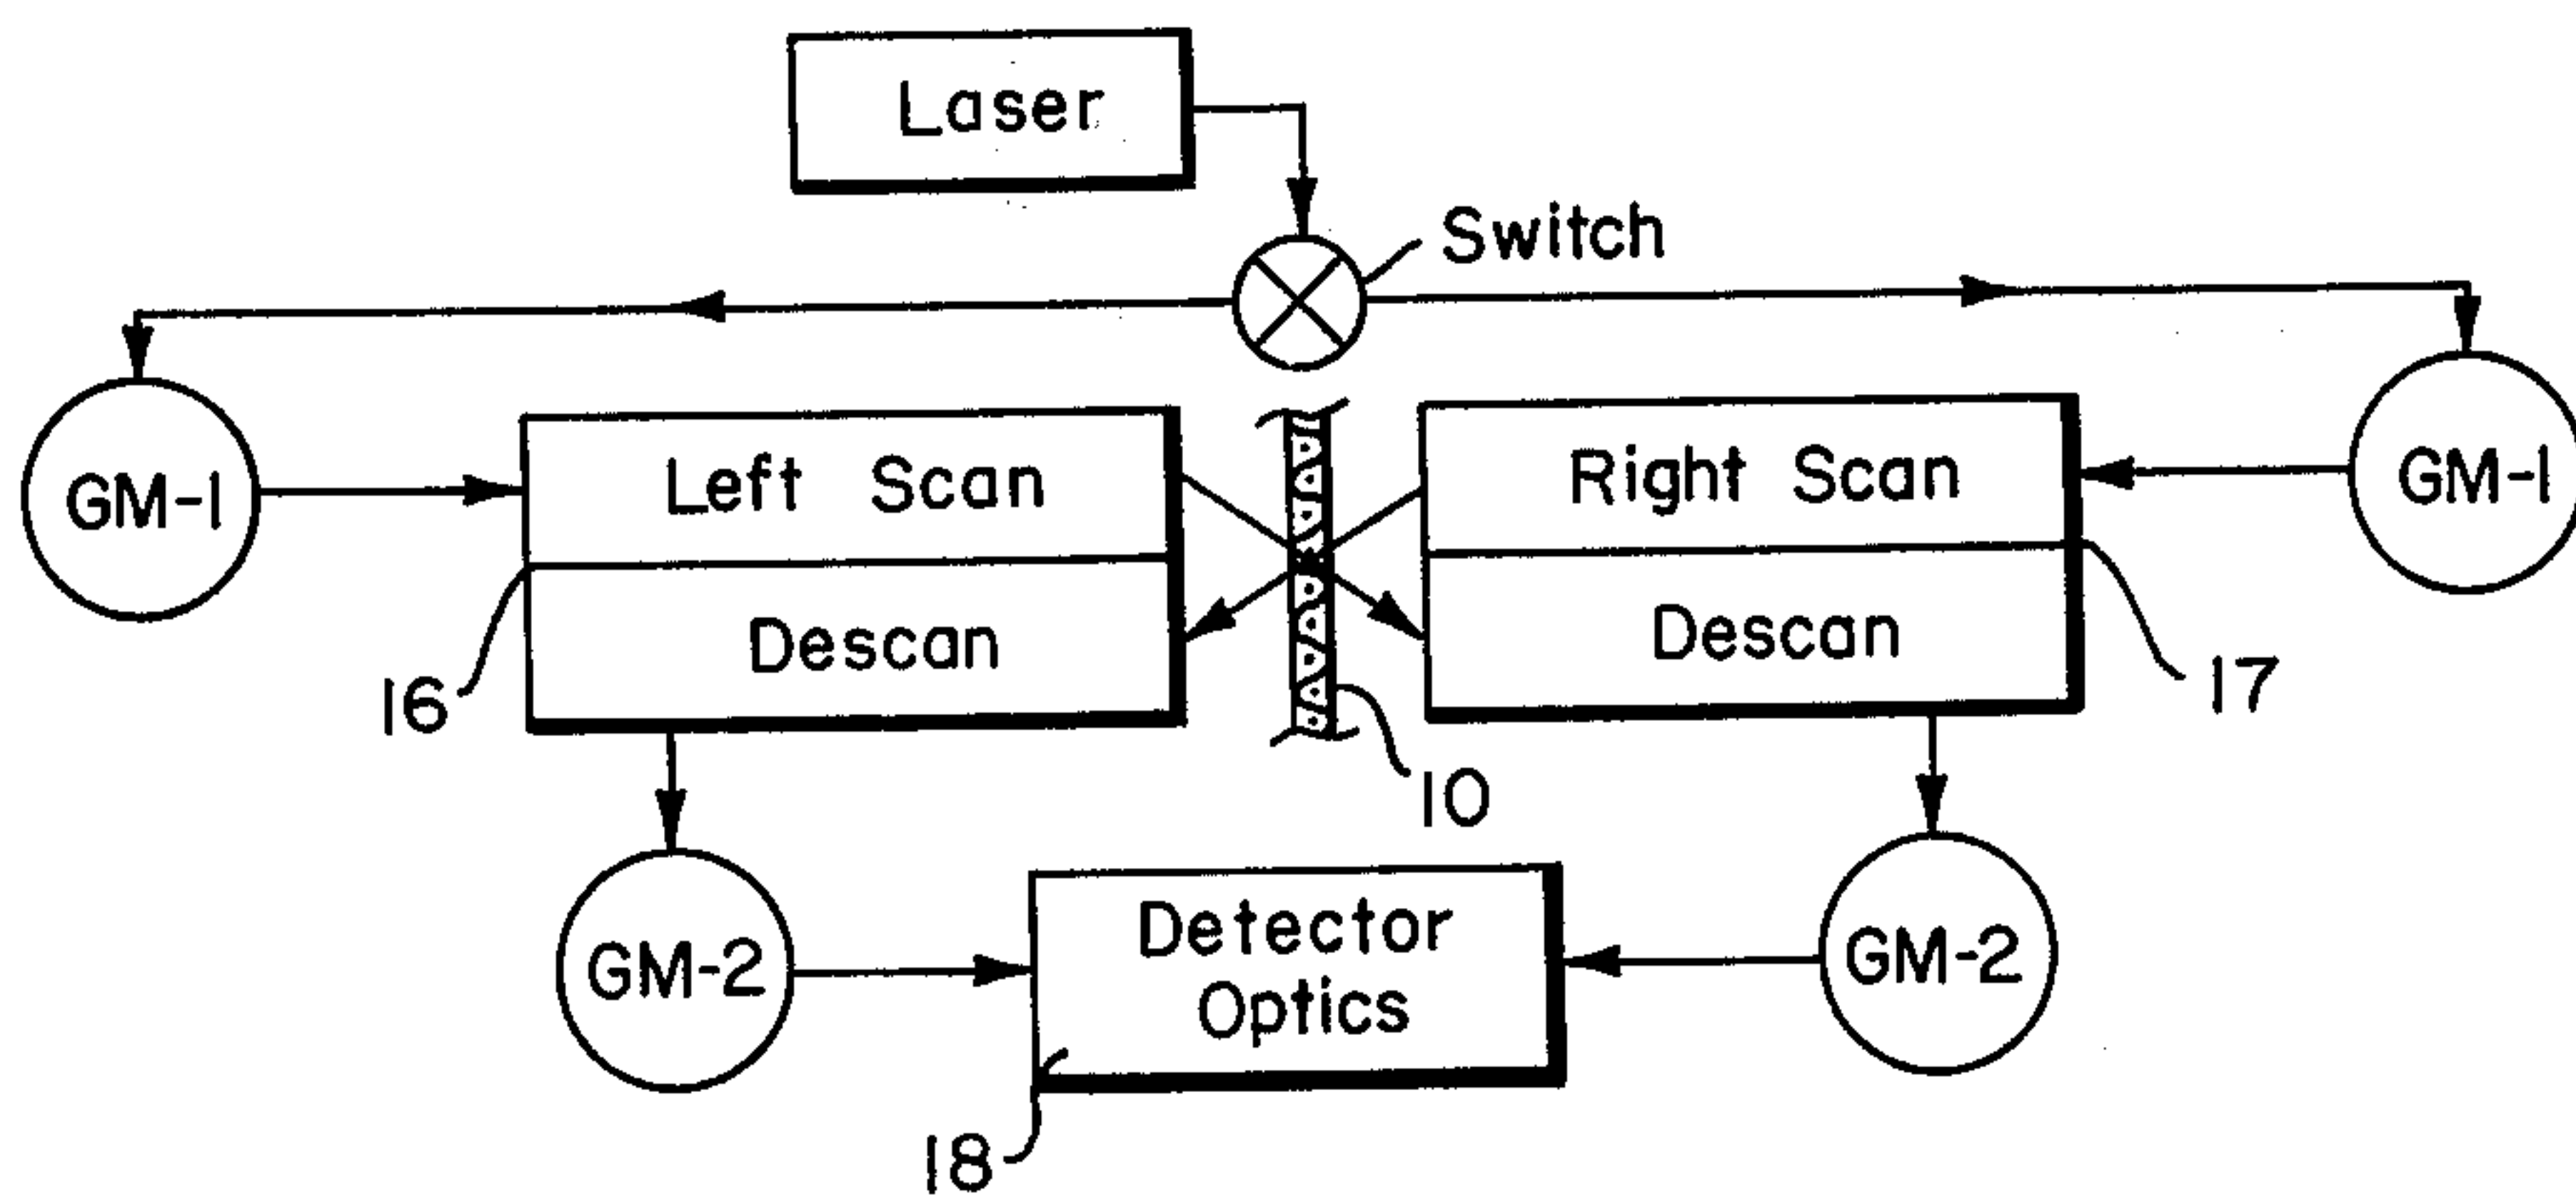 Laser
Switch
GM-1
Left Scan
Right Scan
GM-1
Descan
Descan
16
17
10
GM-2
Detector
Optics
GM-2
18